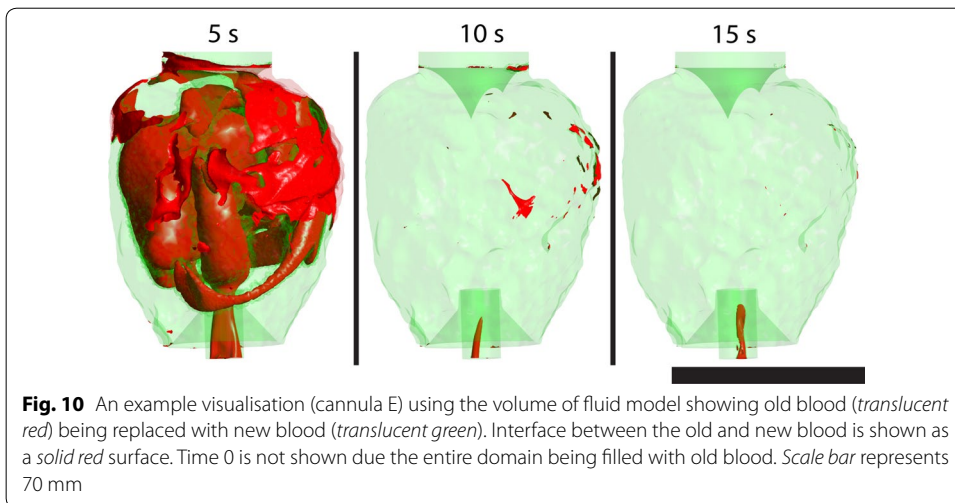 5 s 10 s 15 s
Fig. 10 An example visualisation (cannula E) using the volume of fluid model showing old blood (translucent
red) being replaced with new blood (translucent green). Interface between the old and new blood is shown as
a solid red surface. Time 0 is not shown due the entire domain being filled with old blood. Scale bar represents
70 mm